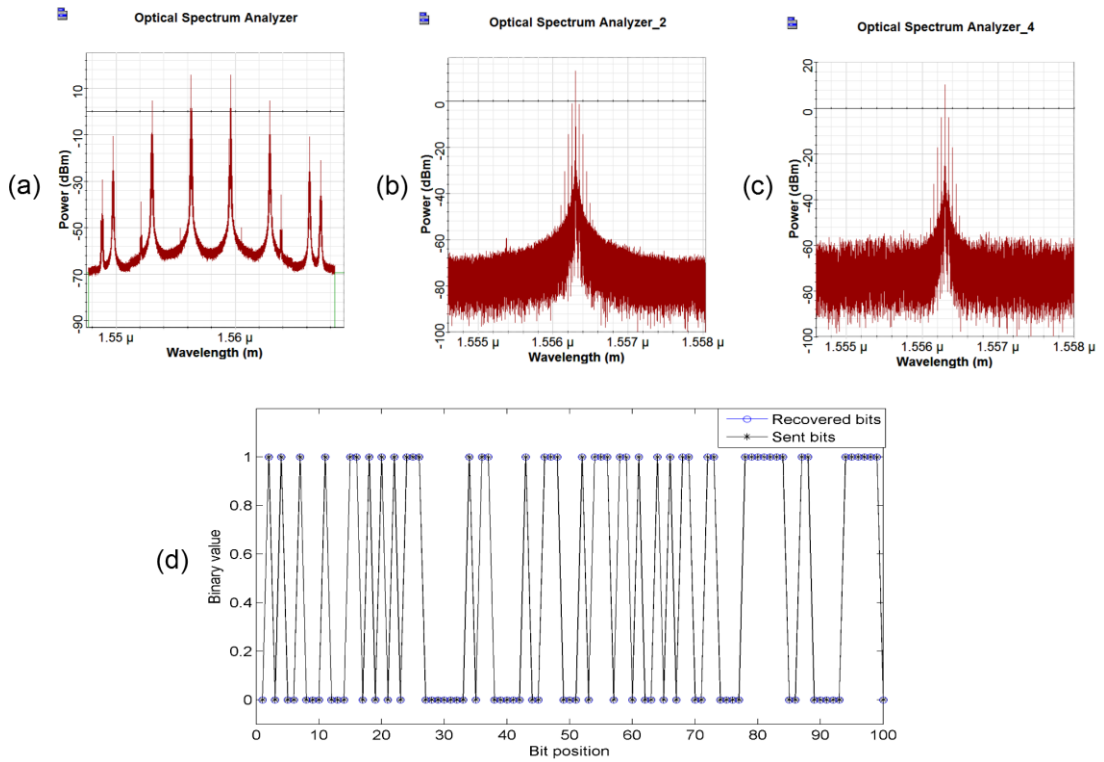 Optical Spectrum Analyzer
Optical Spectrum Analyzer_2
Optical Spectrum Analyzer_4
(a)
Power (dBm)
10
-10
-30
-50
-70
-90
1.55 µ
1.56 µ
Wavelength (m)
(b)
Power (dBm)
0
-20
-40
-60
-80
-100
1.555 µ
1.556 µ
1.557 µ
1.558 µ
Wavelength (m)
(c)
Power (dBm)
20
0
-20
-40
-60
-80
-100
1.555 µ
1.556 µ
1.557 µ
1.558 µ
Wavelength (m)
(d)
Recovered bits
Sent bits
Binary value
1
0.8
0.6
0.4
0.2
0
0
10
20
30
40
50
60
70
80
90
100
Bit position